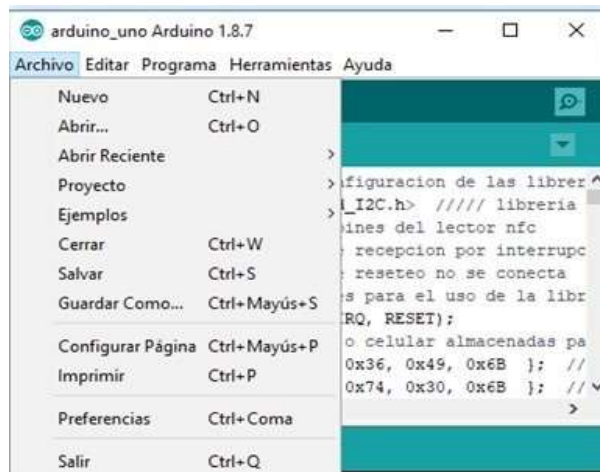 arduino_uno Arduino 1.8.7
Archivo Editar Programa Herramientas Ayuda
Nuevo Ctrl+N
Abrir... Ctrl+O
Abrir Reciente
Proyecto
Ejemplos
Cerrar Ctrl+W
Salvar Ctrl+S
Guardar Como... Ctrl+Mayús+S
Configurar Página Ctrl+Mayús+P
Imprimir Ctrl+P
Preferencias Ctrl+Coma
Salir Ctrl+Q
figuracion de las librer
_I2C.h> ///// libreria
ines del lector nfc
recepcion por interrupc
reseteo no se conecta
s para el uso de la libr
RQ, RESET);
o celular almacenadas pa
0x36, 0x49, 0x6B }; //
0x74, 0x30, 0x6B }; //